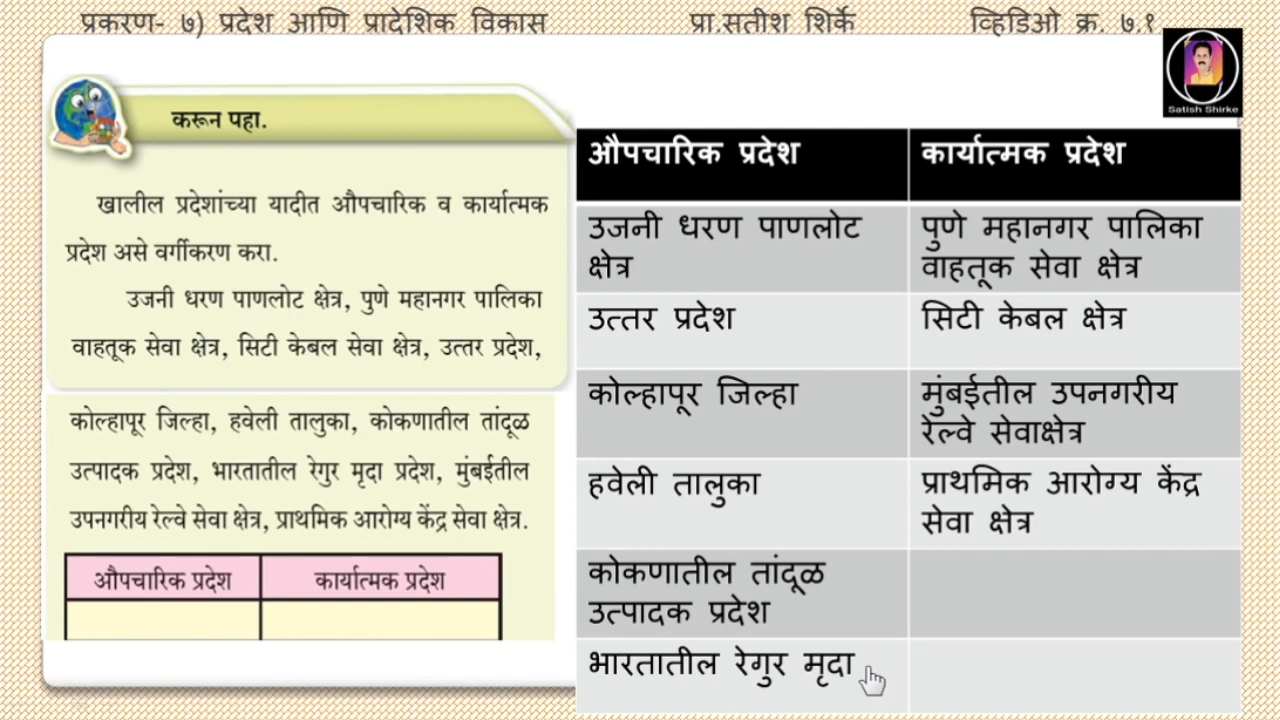 प्रकरण- ७) प्रदेश आणि प्रादेशिक विकास प्रा.सतीश शिर्के व्हिडिओ क्र. ७.१
Satish Shirke
करून पहा.
खालील प्रदेशांच्या यादीत औपचारिक व कार्यात्मक
प्रदेश असे वर्गीकरण करा.
उजनी धरण पाणलोट क्षेत्र, पुणे महानगर पालिका
वाहतूक सेवा क्षेत्र, सिटी केबल सेवा क्षेत्र, उत्तर प्रदेश,
कोल्हापूर जिल्हा, हवेली तालुका, कोकणातील तांदूळ
उत्पादक प्रदेश, भारतातील रेगुर मृदा प्रदेश, मुंबईतील
उपनगरीय रेल्वे सेवा क्षेत्र, प्राथमिक आरोग्य केंद्र सेवा क्षेत्र.
औपचारिक प्रदेश कार्यात्मक प्रदेश
औपचारिक प्रदेश कार्यात्मक प्रदेश
उजनी धरण पाणलोट पुणे महानगर पालिका
क्षेत्र वाहतूक सेवा क्षेत्र
उत्तर प्रदेश सिटी केबल क्षेत्र
कोल्हापूर जिल्हा मुंबईतील उपनगरीय
रेल्वे सेवाक्षेत्र
हवेली तालुका प्राथमिक आरोग्य केंद्र
सेवा क्षेत्र
कोकणातील तांदूळ
उत्पादक प्रदेश
भारतातील रेगुर मृदा